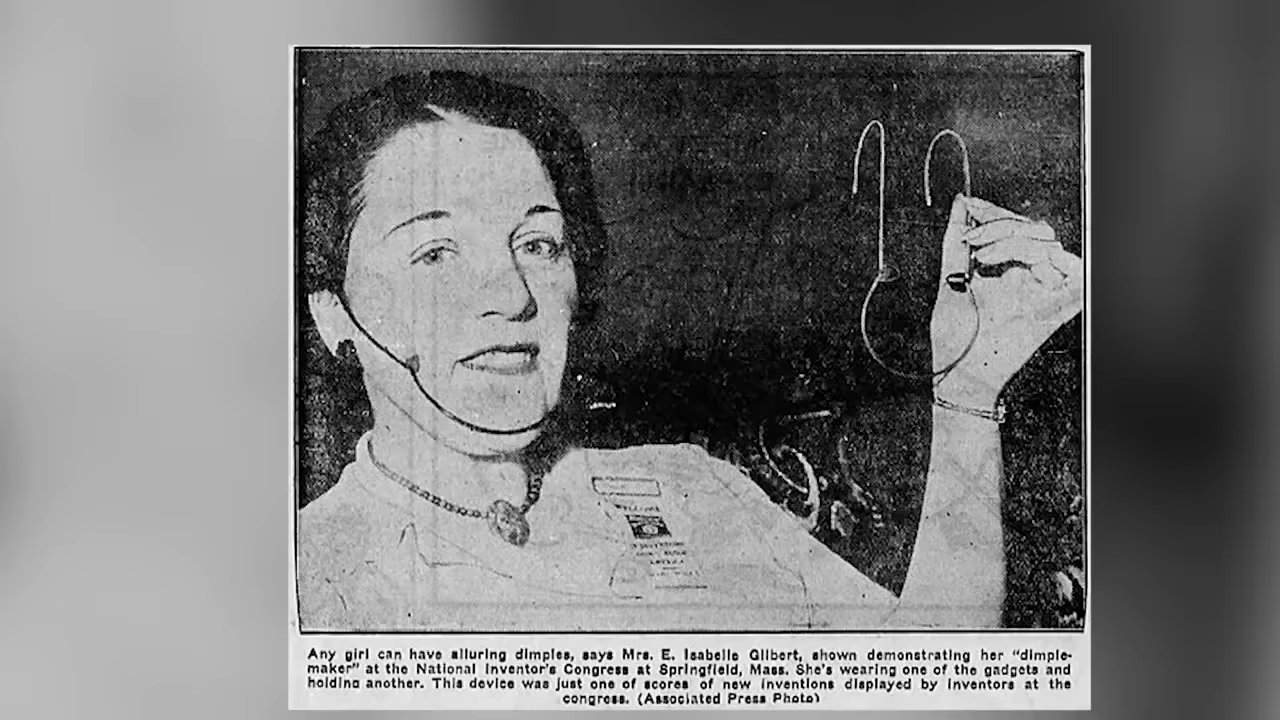 Any girl can have alluring dimples, says Mrs. E. Isabelle Gilbert, shown demonstrating her "dimple-
maker" at the National Inventor's Congress at Springfield, Mass. She's wearing one of the gadgets and
holding another. This device was just one of scores of new inventions displayed by inventors at the
congress. (Associated Press Photo)